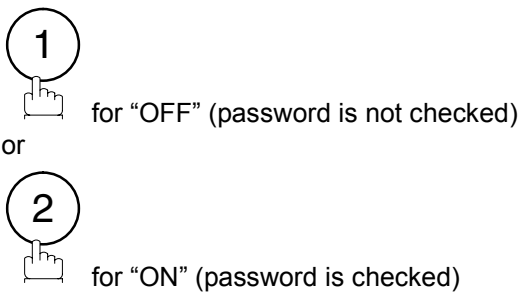 1
for “OFF” (password is not checked)
or
2
for “ON” (password is checked)